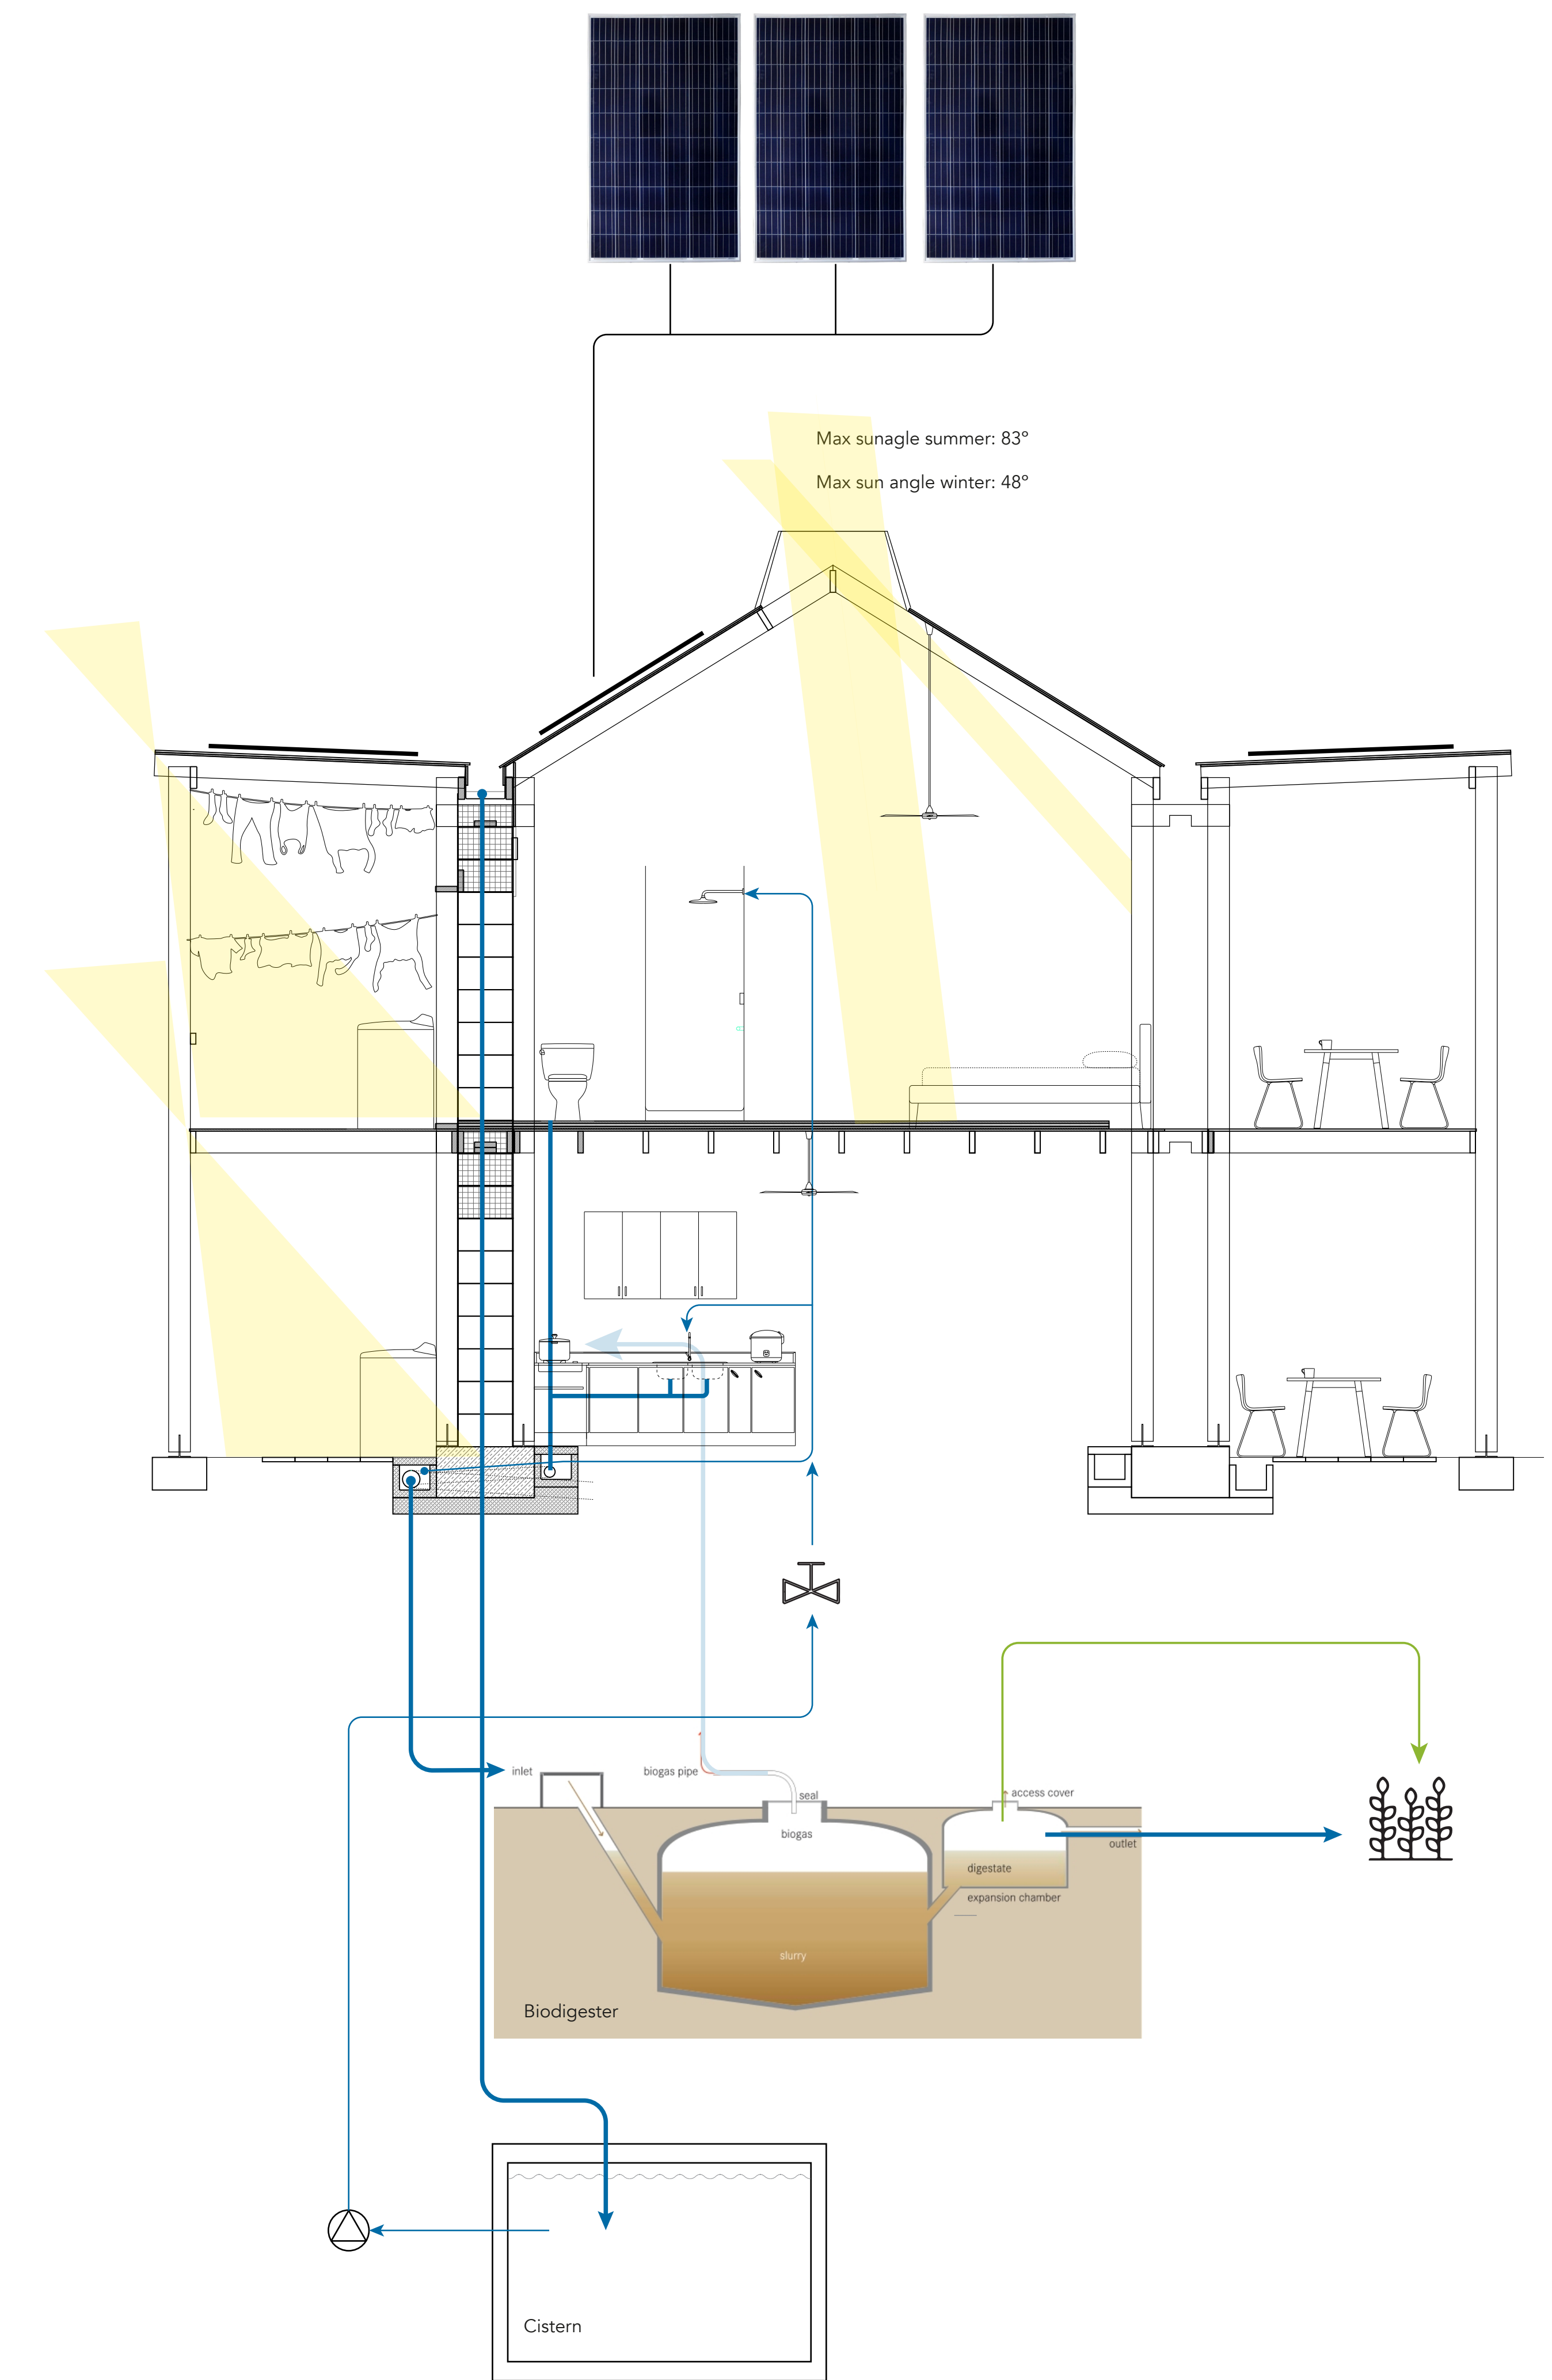 Max sunagle summer: 83°
Max sun angle winter: 48°
inlet
biogas pipe
seal
access cover
biogas
outlet
digestate
expansion chamber
slurry
Biodigester
Cistern